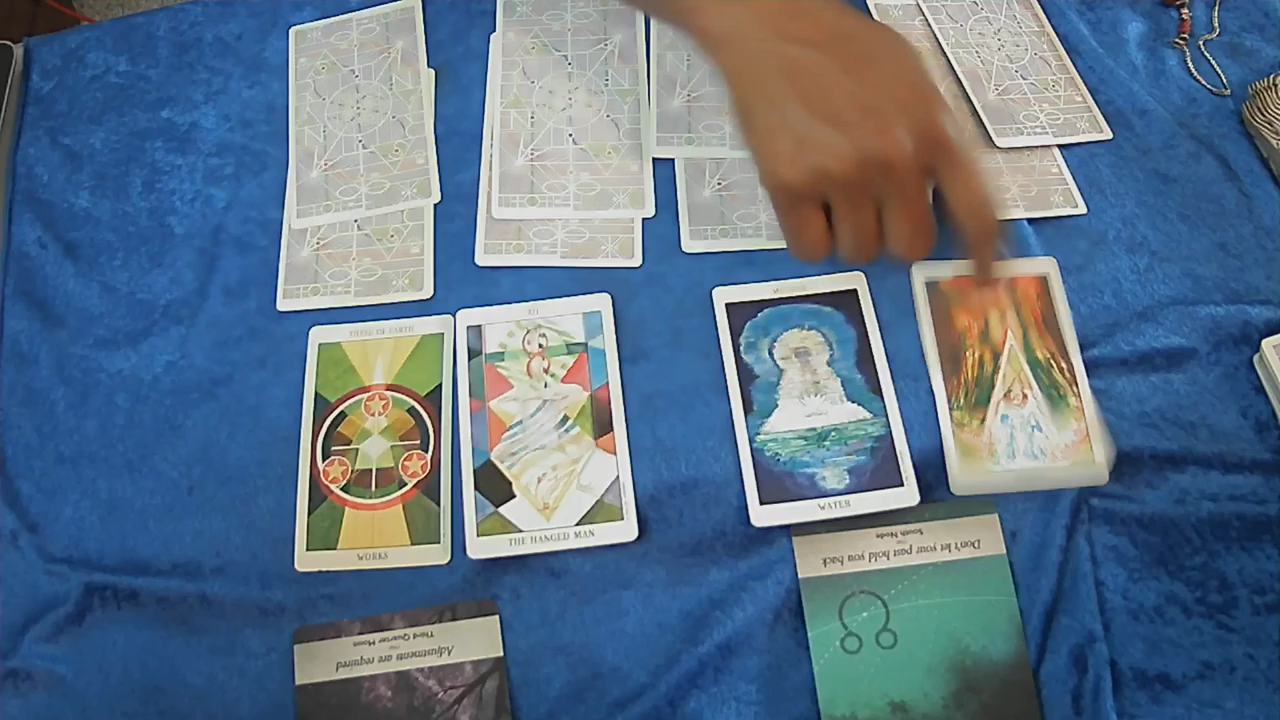 THREE OF EARTH
WORKS
XII
THE HANGED MAN
WATER
Don't let your past hold you back
South Node
Adjustments are required
Third Quarter Moon